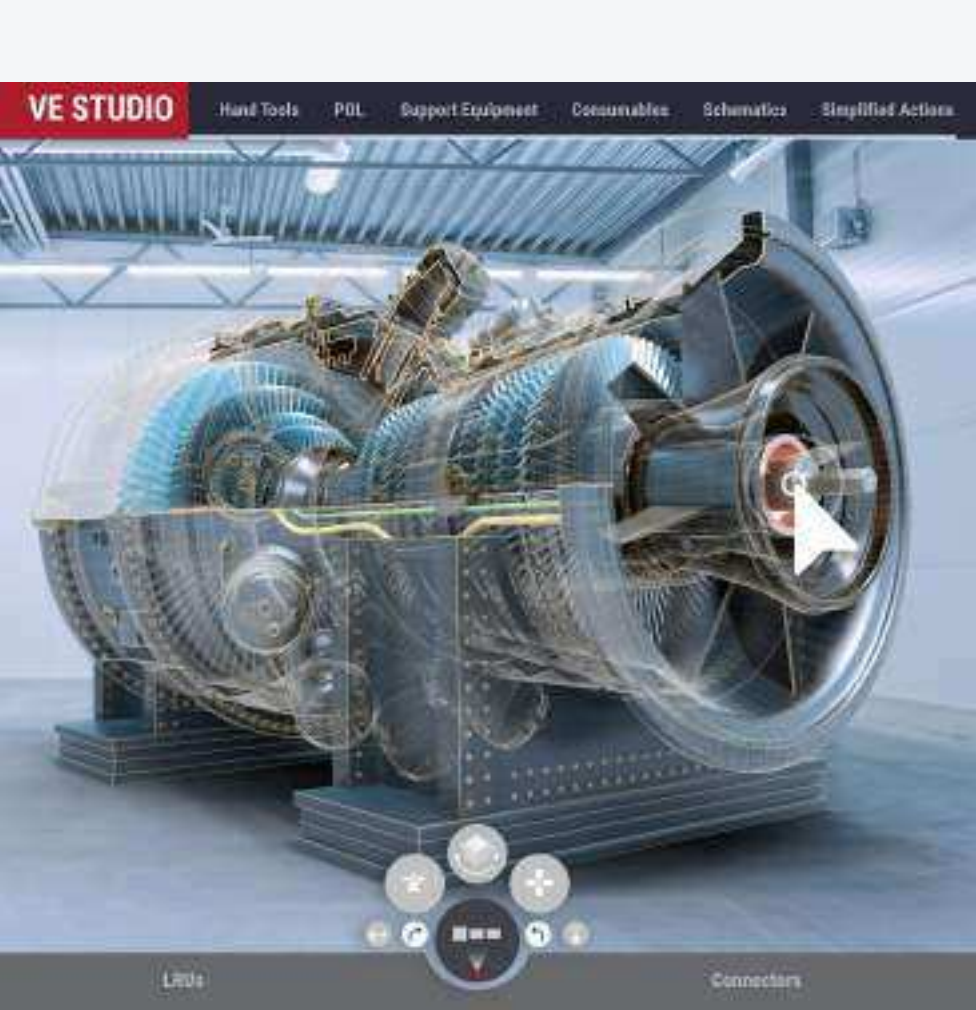 VE STUDIO
Hand Tools POL Support Equipment Consumables Schematics Simplified Actions
LRUs Connectors